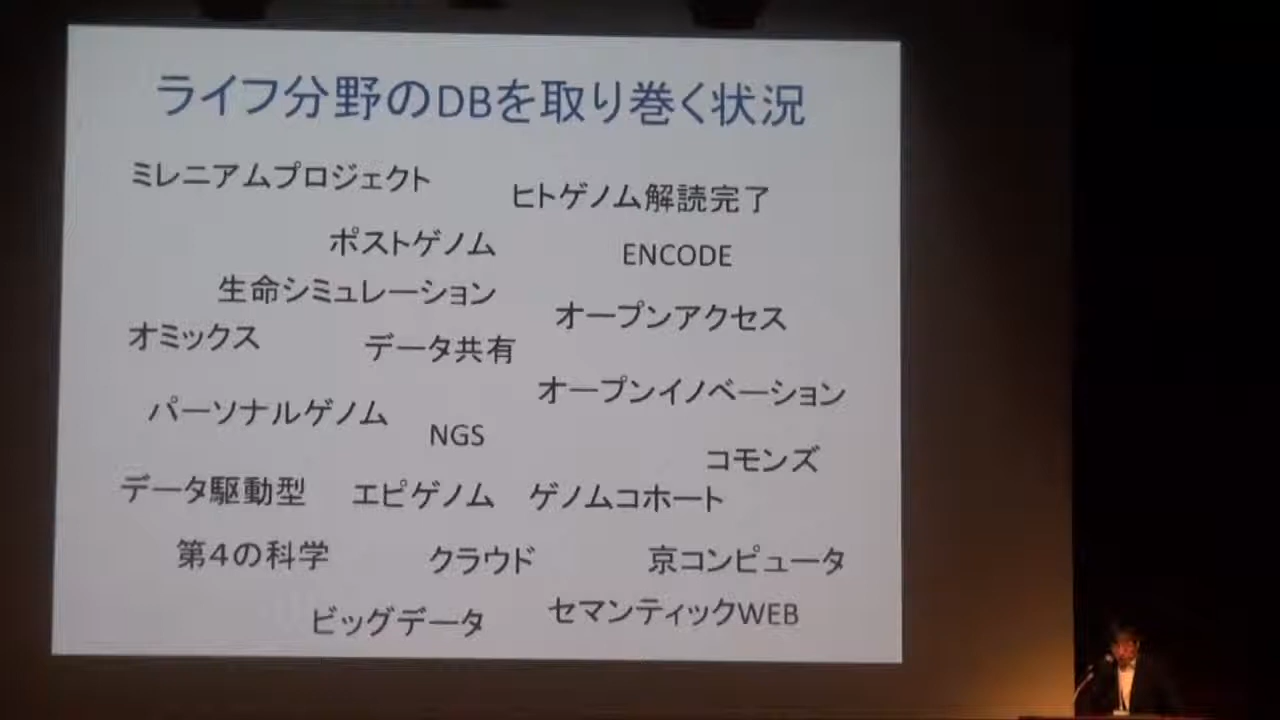 ライフ分野のDBを取り巻く状況
ミレニアムプロジェクト
ヒトゲノム解読完了
ポストゲノム
ENCODE
生命シミュレーション
オープンアクセス
オミックス
データ共有
オープンイノベーション
パーソナルゲノム
NGS
コモンズ
データ駆動型
エピゲノム
ゲノムコホート
第4の科学
クラウド
京コンピュータ
ビッグデータ
セマンティックWEB